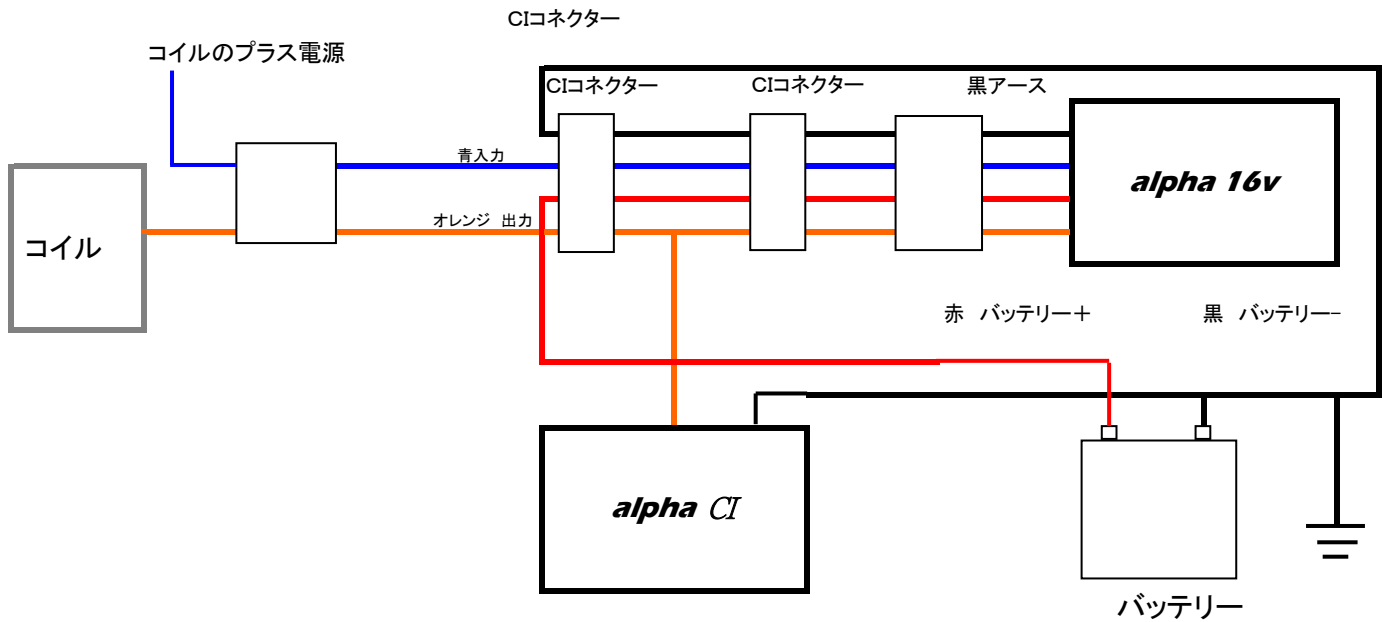 CIコネクター
コイルのプラス電源
CIコネクター
CIコネクター
黒アース
青入力
alpha 16v
オレンジ 出力
コイル
赤 バッテリー＋
黒 バッテリー−
alpha CI
バッテリー